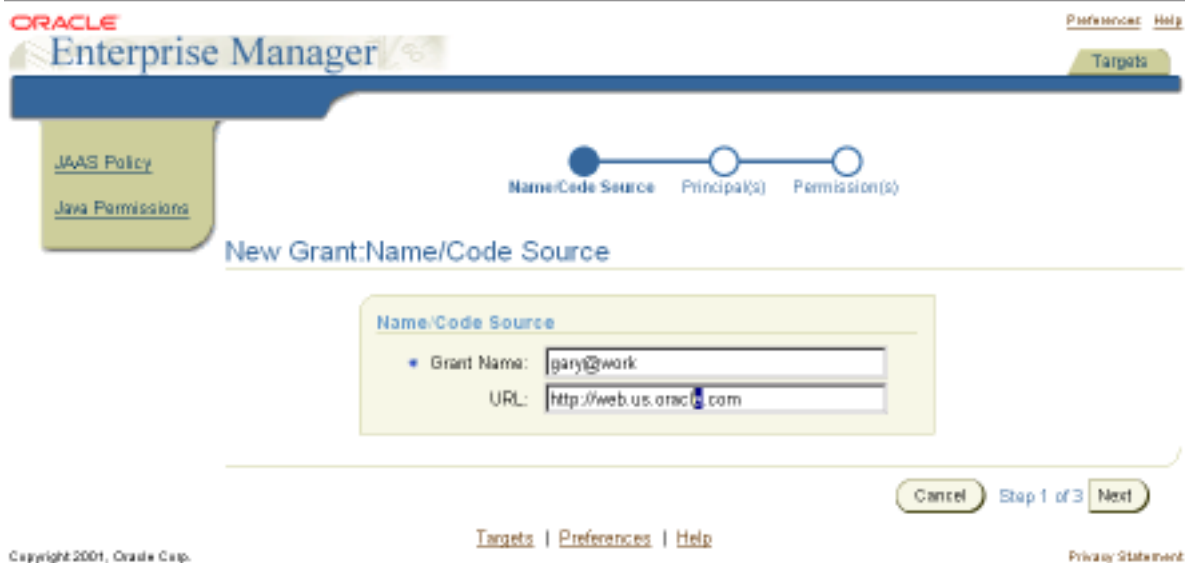 ORACLE
Enterprise Manager
Preferences Help
Targets
JAAS Policy
Java Permissions
Name/Code Source Principal(s) Permission(s)
New Grant:Name/Code Source
Name/Code Source
Grant Name: gary@work
URL: http://web.us.oracle.com
Cancel Step 1 of 3 Next
Targets | Preferences | Help
Copyright 2001, Oracle Corp.
Privacy Statement